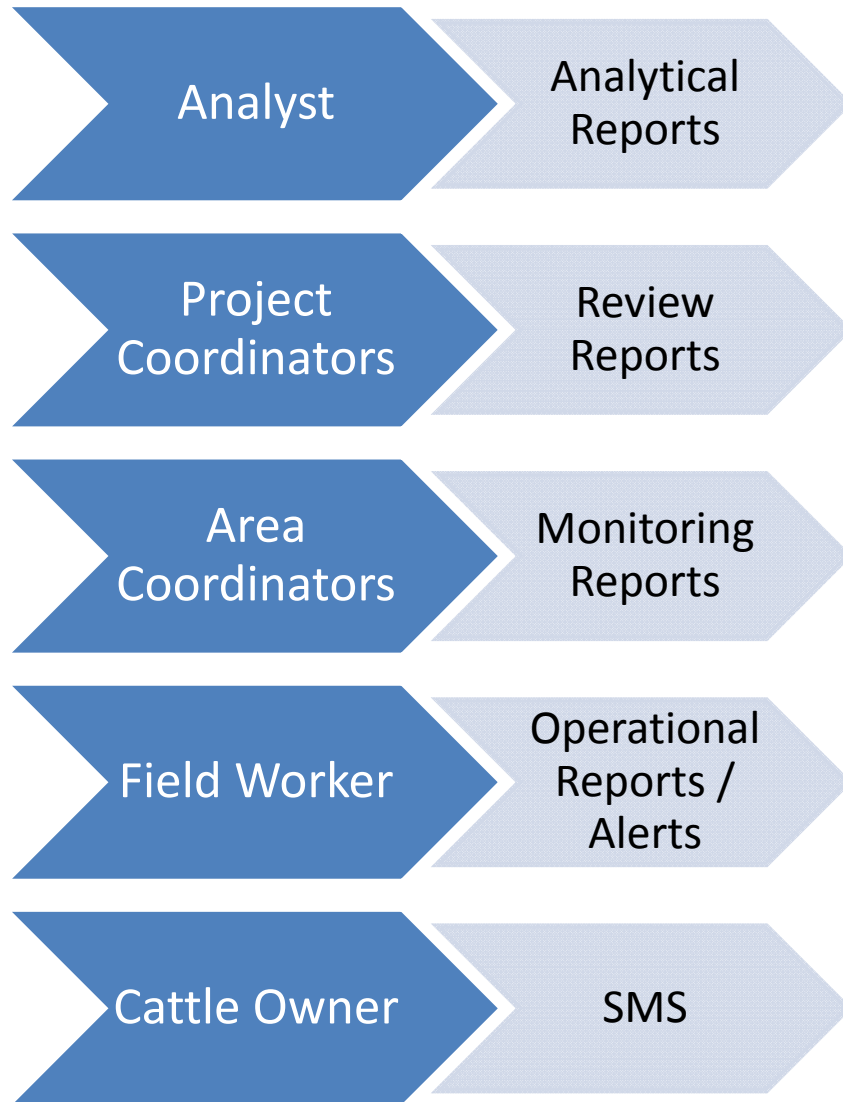 Analyst
Analytical
Reports
Project
Coordinators
Review
Reports
Area
Coordinators
Monitoring
Reports
Field Worker
Operational
Reports /
Alerts
Cattle Owner
SMS